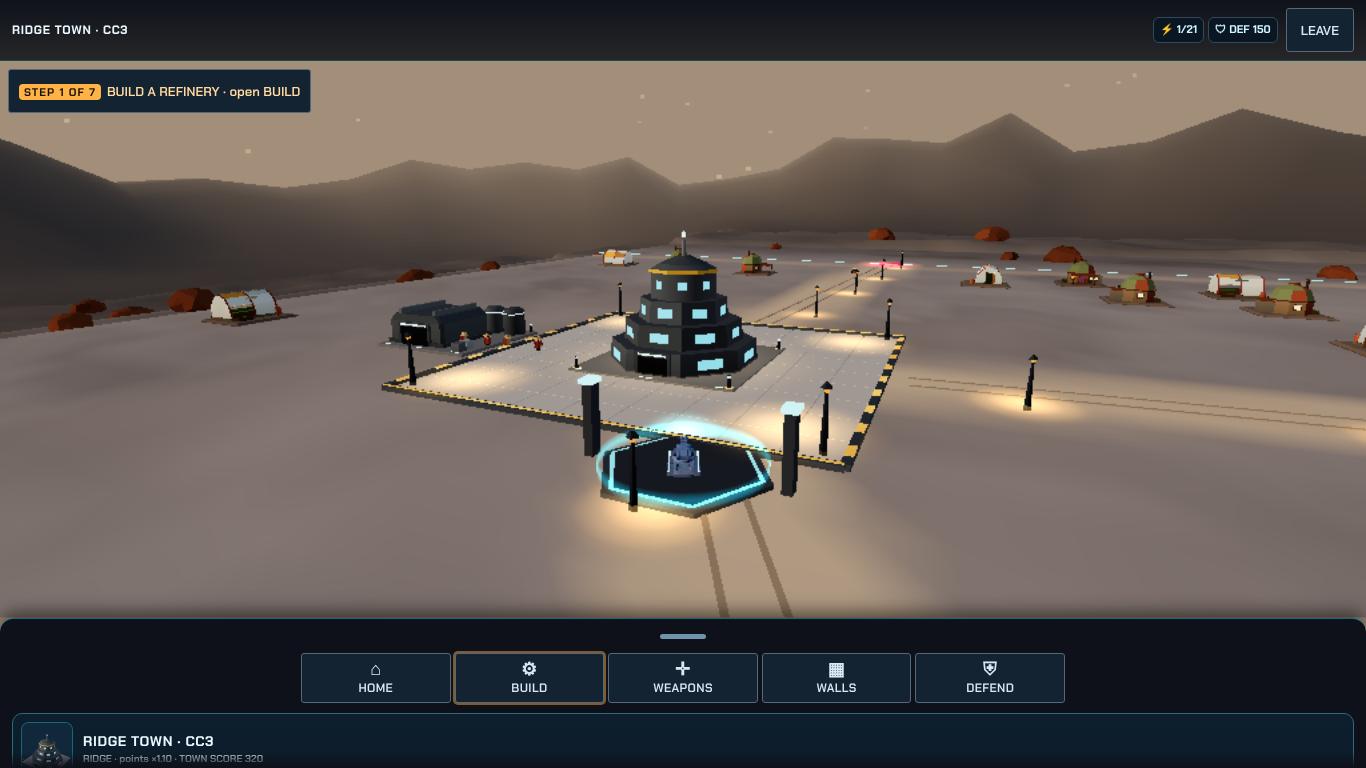 RIDGE TOWN · CC3
⚡ 1/21
DEF 150
LEAVE
STEP 1 OF 7 BUILD A REFINERY · open BUILD
HOME
BUILD
WEAPONS
WALLS
DEFEND
RIDGE TOWN · CC3
RIDGE · points ×1.10 · TOWN SCORE 320